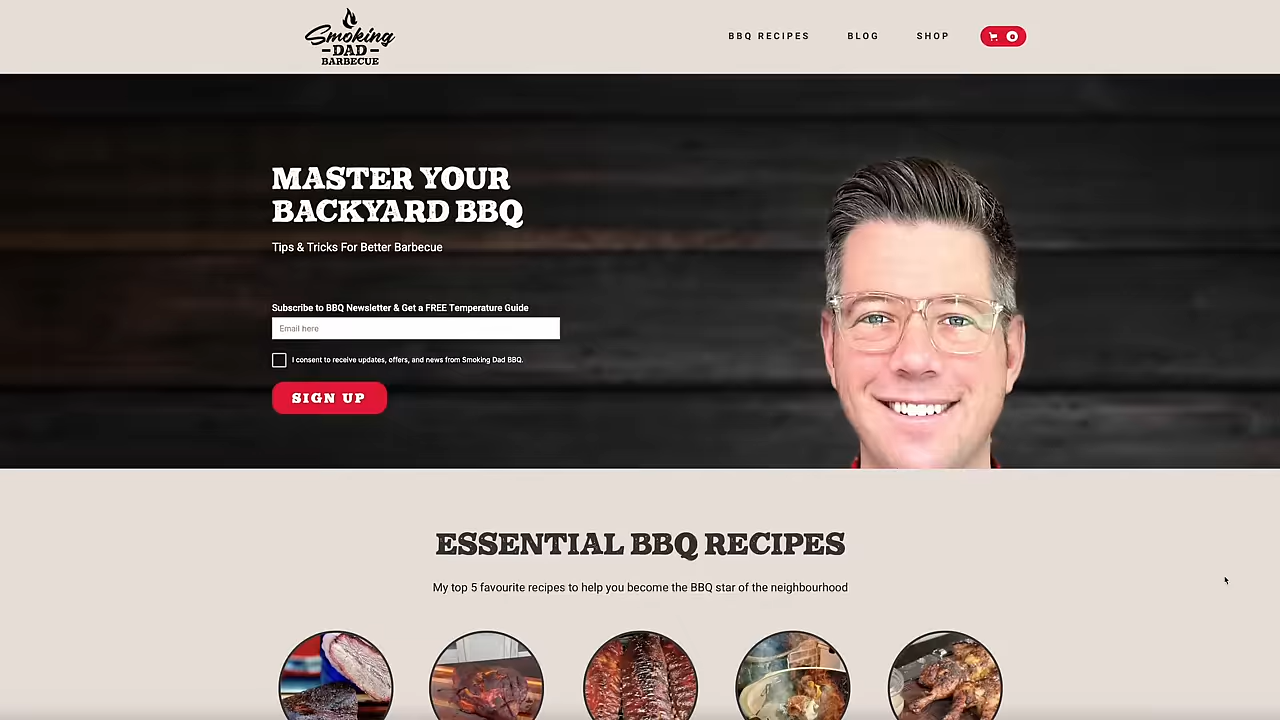 Smoking
DAD
BARBECUE
BBQ RECIPES
BLOG
SHOP
0
MASTER YOUR
BACKYARD BBQ
Tips & Tricks For Better Barbecue
Subscribe to BBQ Newsletter & Get a FREE Temperature Guide
Email here
I consent to receive updates, offers, and news from Smoking Dad BBQ.
SIGN UP
ESSENTIAL BBQ RECIPES
My top 5 favourite recipes to help you become the BBQ star of the neighbourhood